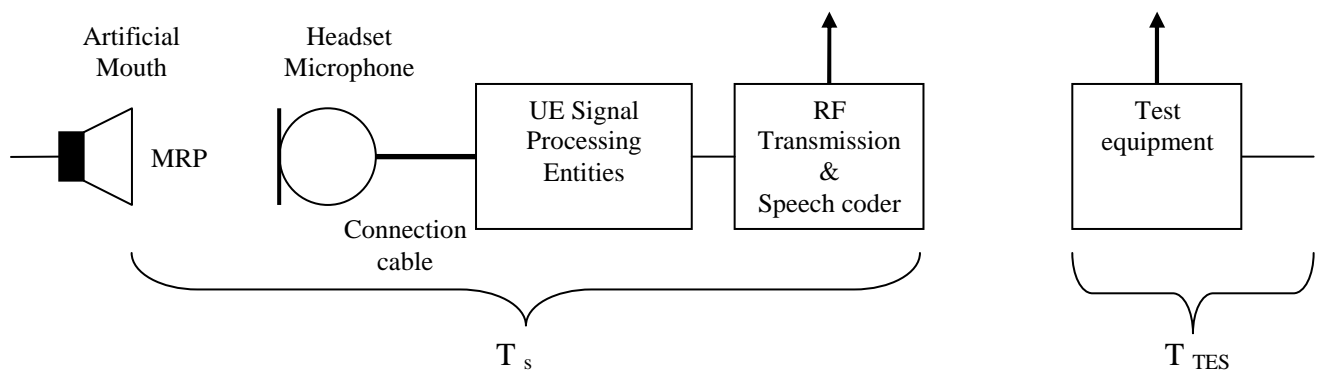 Artificial
Mouth
Headset
Microphone
MRP
Connection
cable
UE Signal
Processing
Entities
RF
Transmission
&
Speech coder
Test
equipment
T s
T TES